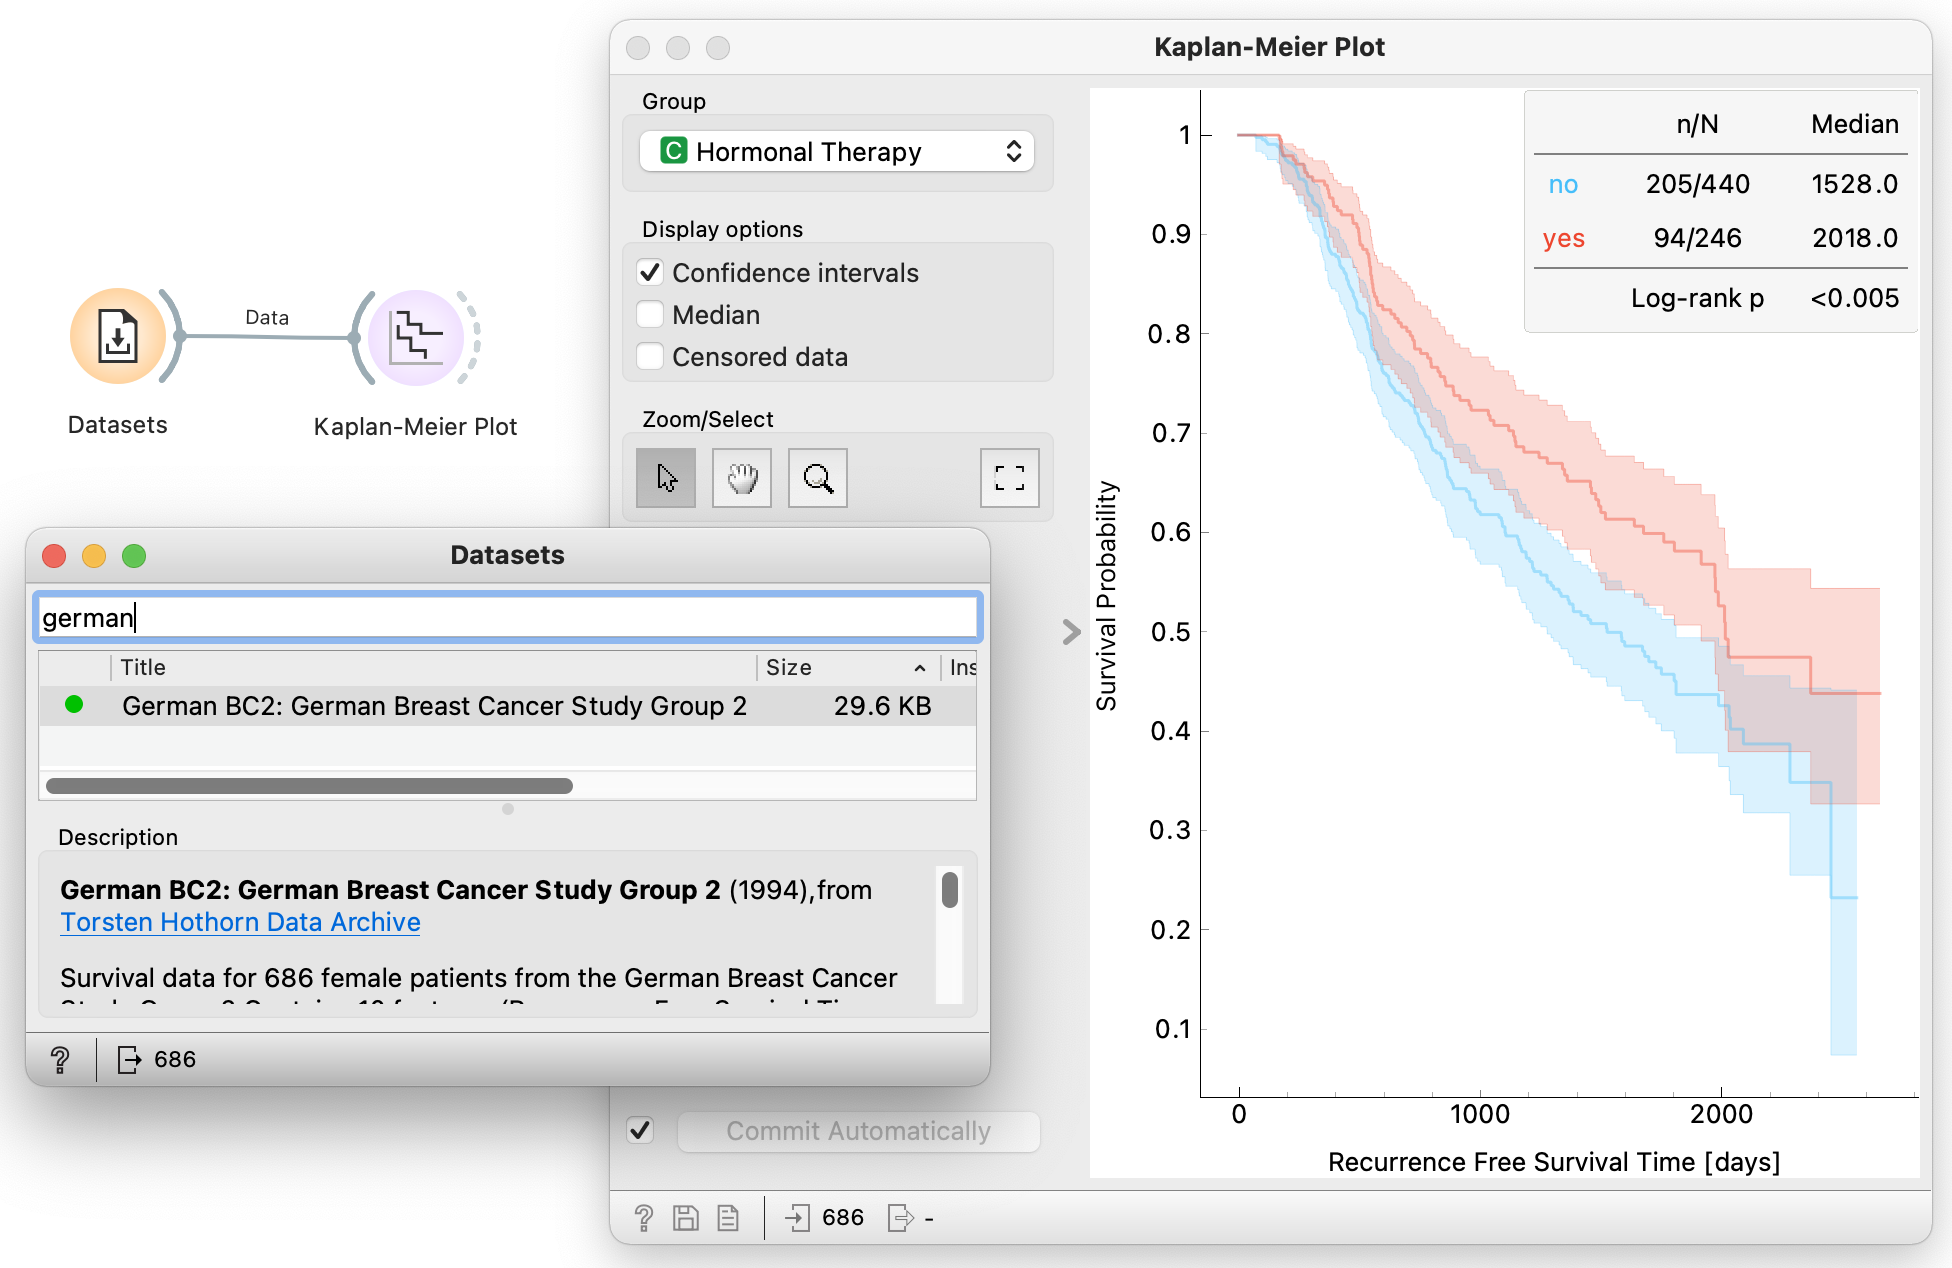 Kaplan-Meier Plot
Group
C Hormonal Therapy
Display options
Confidence intervals
Median
Censored data
Zoom/Select
Data
Datasets
Kaplan-Meier Plot
n/N Median
no 205/440 1528.0
yes 94/246 2018.0
Log-rank p <0.005
1
0.9
0.8
0.7
0.6
0.5
0.4
0.3
0.2
0.1
Survival Probability
0 1000 2000
Recurrence Free Survival Time [days]
Datasets
german
Title Size Ins
German BC2: German Breast Cancer Study Group 2 29.6 KB
Description
German BC2: German Breast Cancer Study Group 2 (1994),from
Torsten Hothorn Data Archive
Survival data for 686 female patients from the German Breast Cancer
? 686
Commit Automatically
? 686 -